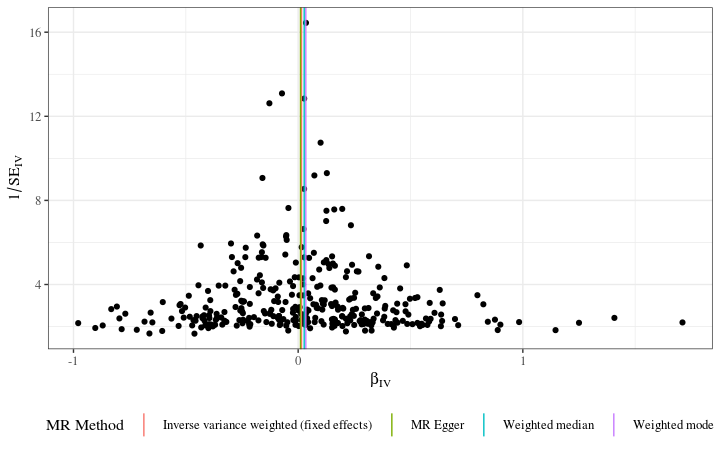 16
12
8
4
1/SE_IV
-1
0
1
β_IV
MR Method
Inverse variance weighted (fixed effects)
MR Egger
Weighted median
Weighted mode